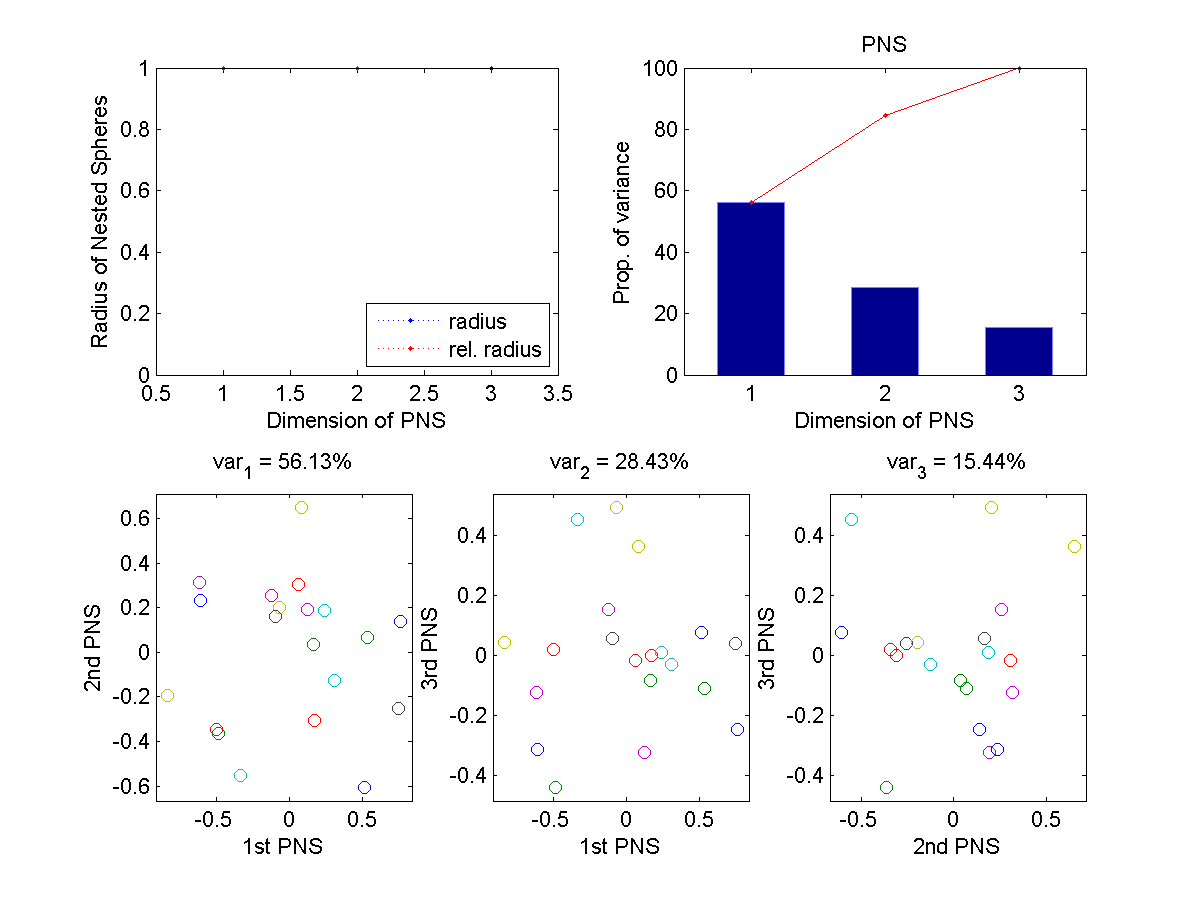 1
0.8
0.6
0.4
0.2
0
0.5 1 1.5 2 2.5 3 3.5
Radius of Nested Spheres
Dimension of PNS
radius
rel. radius
PNS
100
80
60
40
20
0
1 2 3
Prop. of variance
Dimension of PNS
var1 = 56.13%
0.6
0.4
0.2
0
-0.2
-0.4
-0.6
-0.5 0 0.5
2nd PNS
1st PNS
var2 = 28.43%
0.4
0.2
0
-0.2
-0.4
-0.5 0 0.5
3rd PNS
1st PNS
var3 = 15.44%
0.4
0.2
0
-0.2
-0.4
-0.5 0 0.5
3rd PNS
2nd PNS